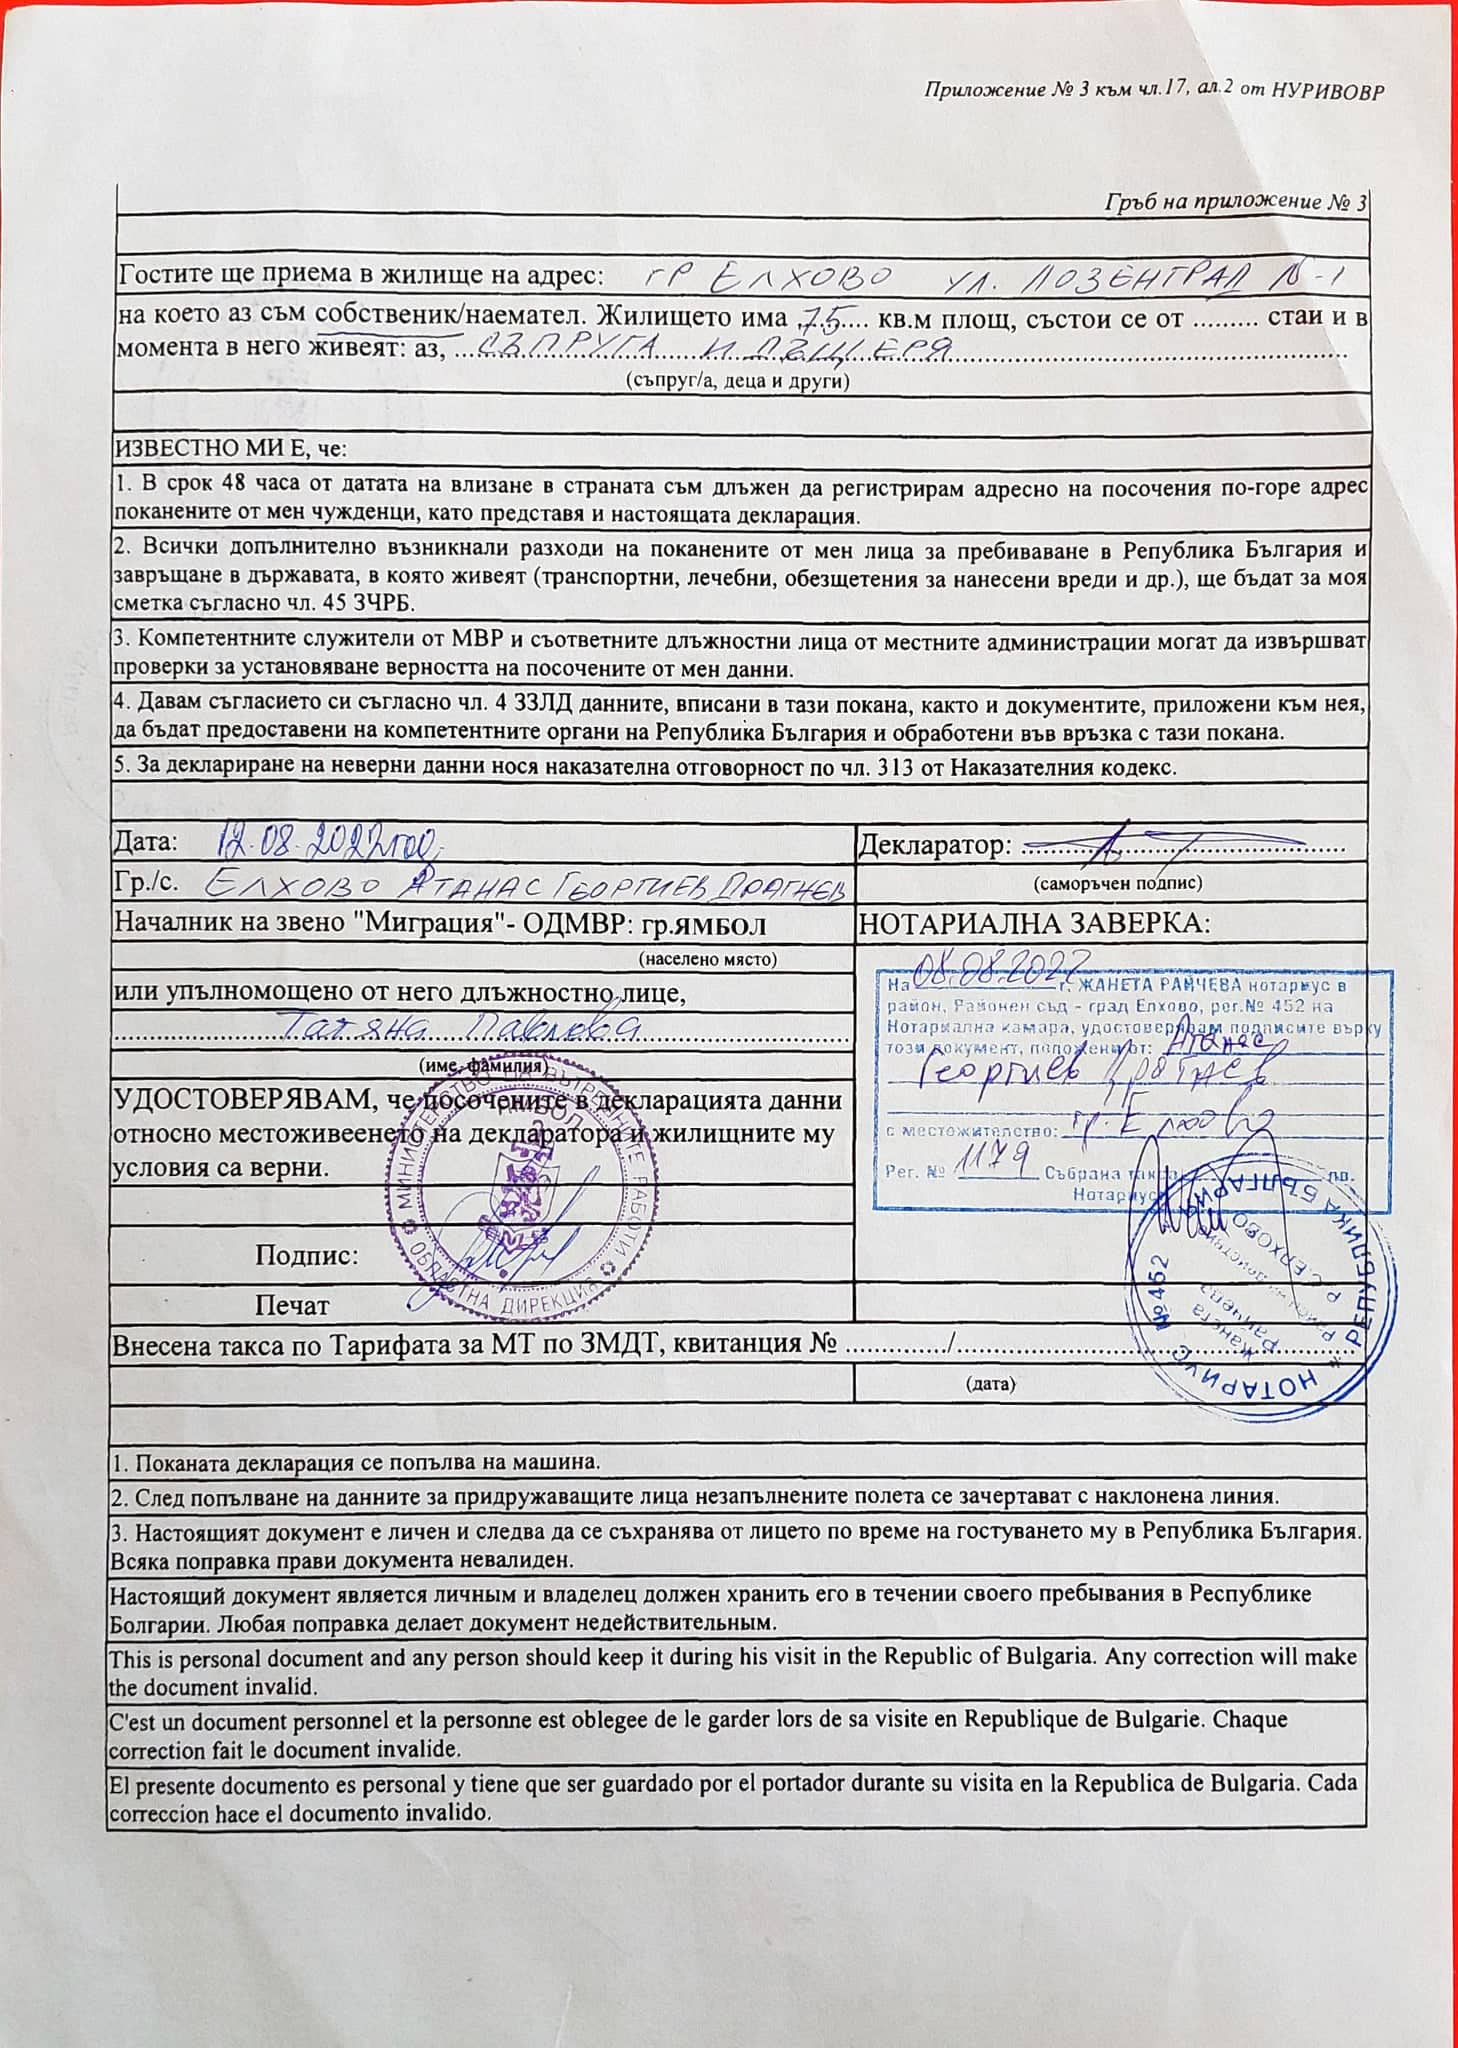 Приложение № 3 към чл.17, ал.2 от НУРИВОВР
Гръб на приложение № 3
Гостите ще приема в жилище на адрес: гр ЕЛХОВО ул. ЛОЗЕНГРАД №-1
на което аз съм собственик/наемател. Жилището има .75..... кв.м площ, състои се от ......... стаи и в
момента в него живеят: аз, ...СЪПРУГА И ДЪЩЕРЯ
(съпруг/а, деца и други)
ИЗВЕСТНО МИ Е, че:
1. В срок 48 часа от датата на влизане в страната съм длъжен да регистрирам адресно на посочения по-горе адрес
поканените от мен чужденци, като представя и настоящата декларация.
2. Всички допълнително възникнали разходи на поканените от мен лица за пребиваване в Република България и
завръщане в държавата, в която живеят (транспортни, лечебни, обезщетения за нанесени вреди и др.), ще бъдат за моя
сметка съгласно чл. 45 ЗЧРБ.
3. Компетентните служители от МВР и съответните длъжностни лица от местните администрации могат да извършват
проверки за установяване верността на посочените от мен данни.
4. Давам съгласието си съгласно чл. 4 ЗЗЛД данните, вписани в тази покана, както и документите, приложени към нея,
да бъдат предоставени на компетентните органи на Република България и обработени във връзка с тази покана.
5. За деклариране на неверни данни нося наказателна отговорност по чл. 313 от Наказателния кодекс.
Дата: 12.08.2022год.
Декларатор: ....................
Гр./с. ЕЛХОВО АТАНАС ГЕОРГИЕВ ДРАГНЕВ
(саморъчен подпис)
Началник на звено "Миграция"- ОДМВР: гр.ЯМБОЛ
НОТАРИАЛНА ЗАВЕРКА:
(населено място)
или упълномощено от него длъжностно лице,
Татяна Павлова
(име, фамилия)
УДОСТОВЕРЯВАМ, че посочените в декларацията данни
относно местоживеенето на декларатора и жилищните му
условия са верни.
Подпис:
Печат
МИНИСТЕРСТВО НА ВЪТРЕШНИТЕ РАБОТИ
ОБЛАСТНА ДИРЕКЦИЯ
ЯМБОЛ
На 08.08.2022 г. ЖАНЕТА РАЙЧЕВА нотариус в
район, Районен съд - град Елхово, рег.№ 452 на
Нотариална камара, удостоверявам подписите върху
този документ, положени от: Атанас
Георгиев Драгнев
с местожителство: гр. Елхово
Рег. № 1179 Събрана такса: лв.
Нотариус:
НОТАРИУС * РЕПУБЛИКА БЪЛГАРИЯ
№ 452
Жанета
Райчева
Р.С. ЕЛХОВО
Внесена такса по Тарифата за МТ по ЗМДТ, квитанция № ............../....................
(дата)
1. Поканата декларация се попълва на машина.
2. След попълване на данните за придружаващите лица незапълнените полета се зачертават с наклонена линия.
3. Настоящият документ е личен и следва да се съхранява от лицето по време на гостуването му в Република България.
Всяка поправка прави документа невалиден.
Настоящий документ является личным и владелец должен хранить его в течении своего пребывания в Республике
Болгарии. Любая поправка делает документ недействительным.
This is personal document and any person should keep it during his visit in the Republic of Bulgaria. Any correction will make
the document invalid.
C'est un document personnel et la personne est oblegee de le garder lors de sa visite en Republique de Bulgarie. Chaque
correction fait le document invalide.
El presente documento es personal y tiene que ser guardado por el portador durante su visita en la Republica de Bulgaria. Cada
correccion hace el documento invalido.